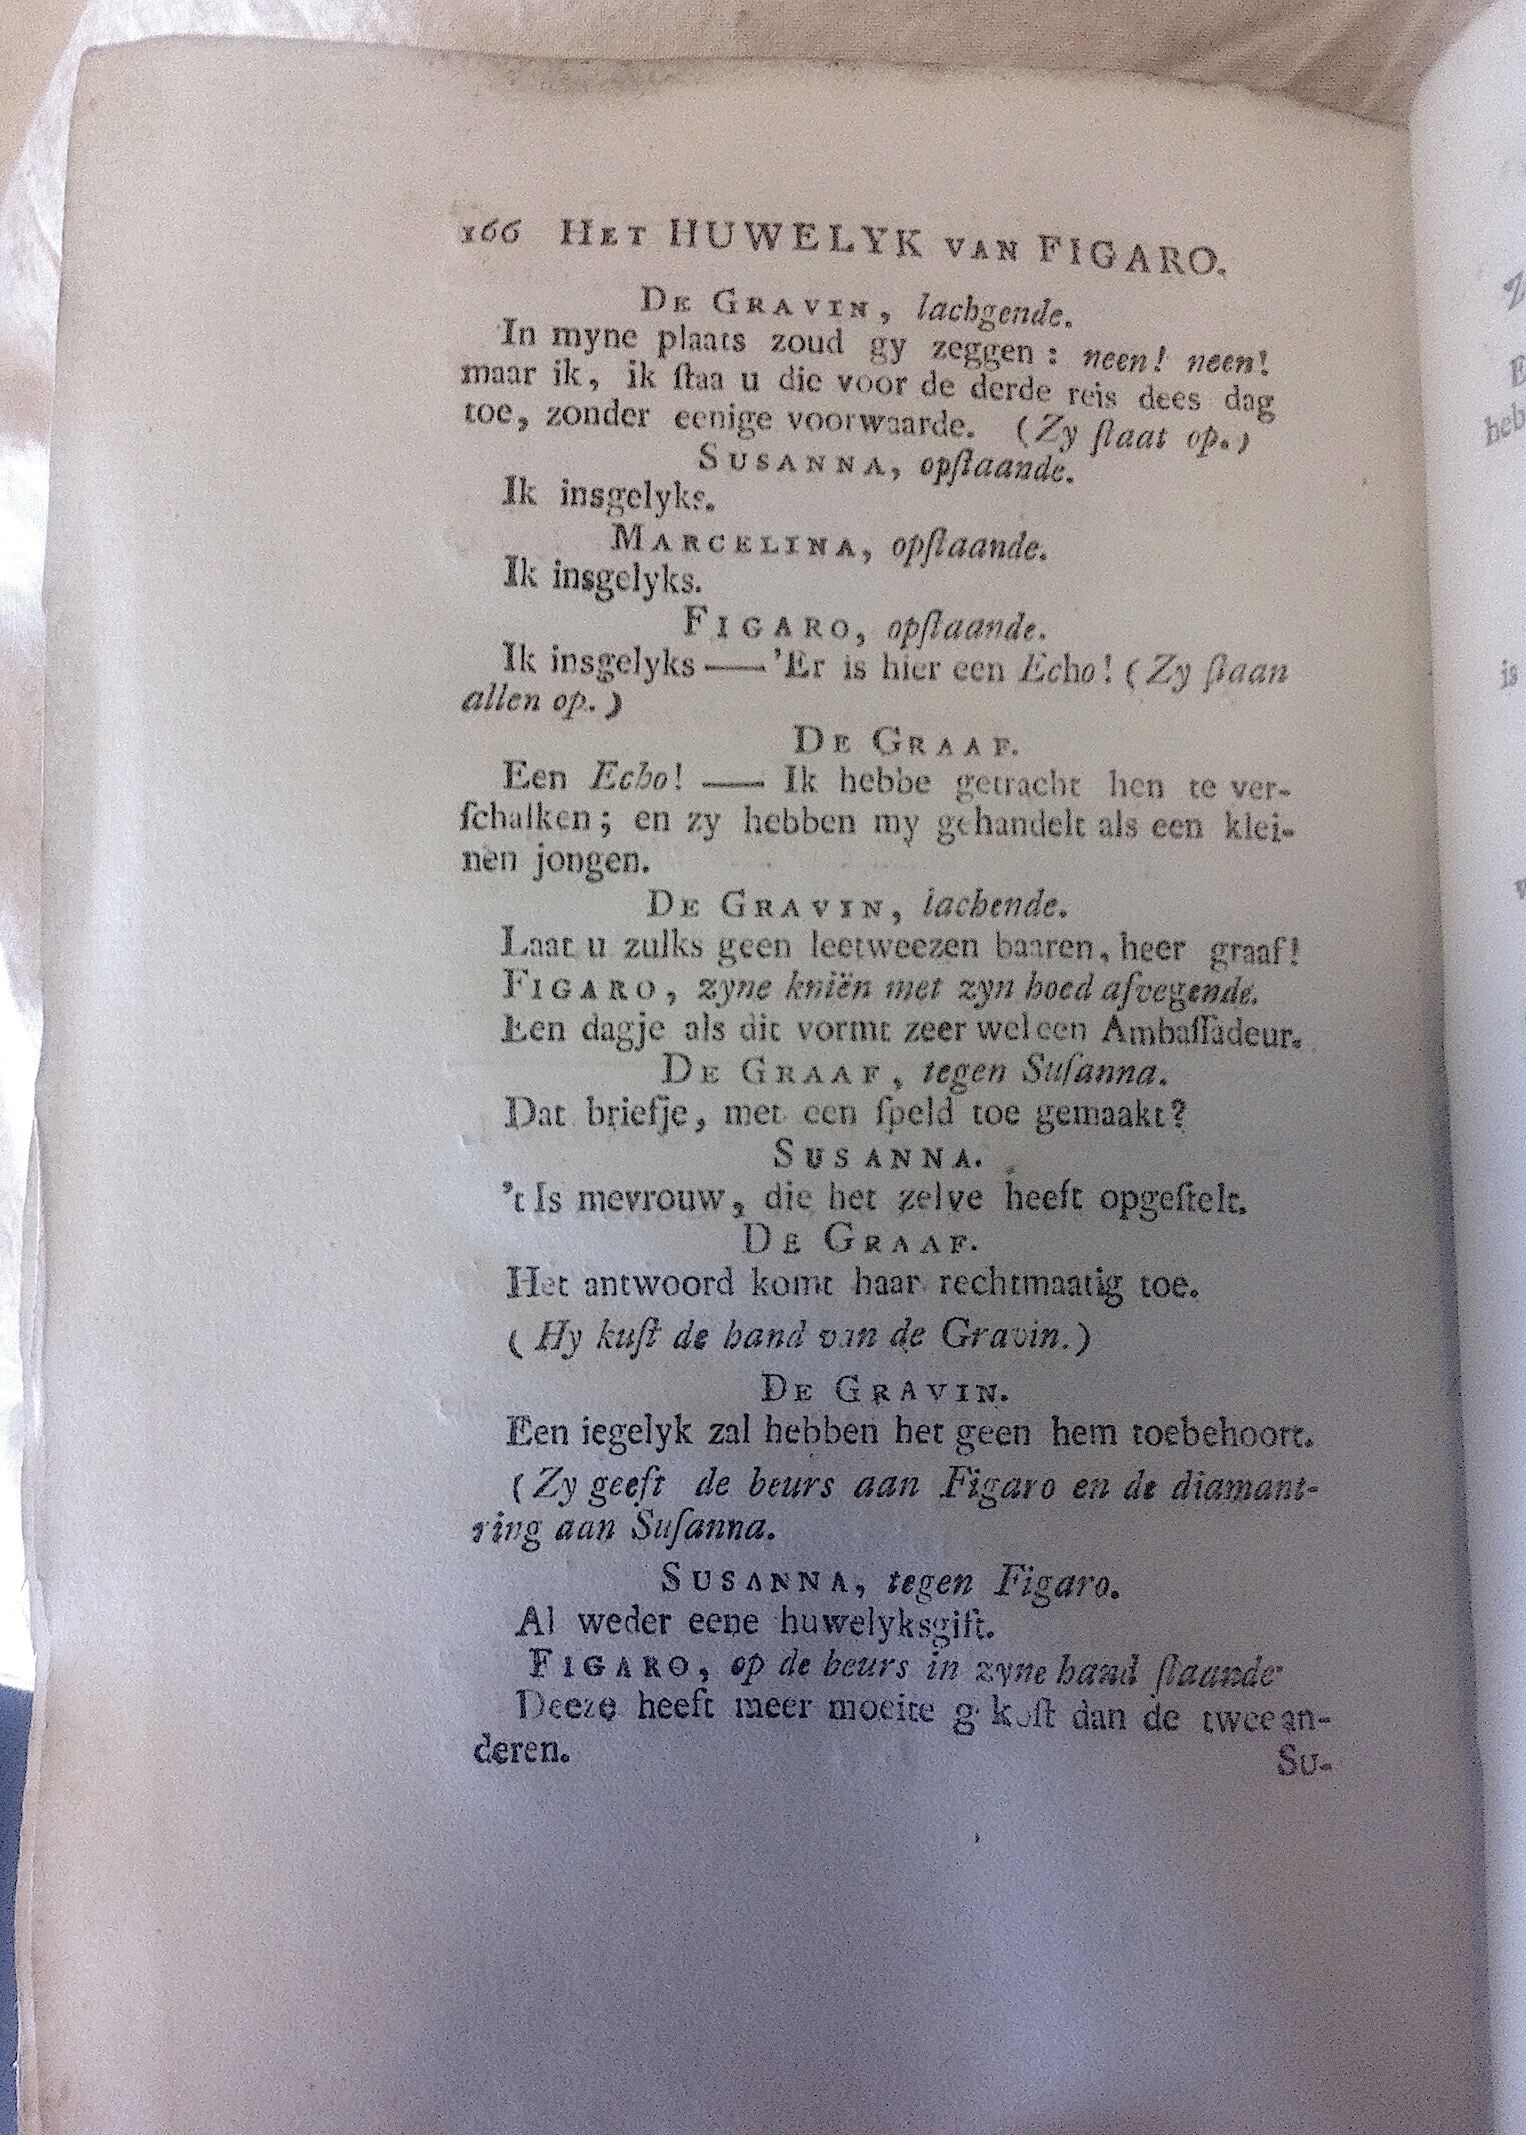 166 HET HUWELYK VAN FIGARO.
DE GRAVIN, lachgende.
In myne plaats zoud gy zeggen: neen! neen!
maar ik, ik ſtaa u die voor de derde reis dees dag
toe, zonder eenige voorwaarde. (Zy ſtaat op.)
SUSANNA, opſtaande.
Ik insgelyks.
MARCELINA, opſtaande.
Ik insgelyks.
FIGARO, opſtaande.
Ik insgelyks — 'Er is hier een Echo! (Zy ſtaan
allen op.)
DE GRAAF.
Een Echo! — Ik hebbe getracht hen te ver-
ſchalken; en zy hebben my gehandelt als een klei-
nen jongen.
DE GRAVIN, lachende.
Laat u zulks geen leetweezen baaren, heer graaf!
FIGARO, zyne kniën met zyn hoed afvegende.
Een dagje als dit vormt zeer wel een Ambaſſadeur.
DE GRAAF, tegen Suſanna.
Dat briefje, met een ſpeld toe gemaakt?
SUSANNA.
't Is mevrouw, die het zelve heeft opgeſtelt.
DE GRAAF.
Het antwoord komt haar rechtmaatig toe.
(Hy kuſt de hand van de Gravin.)
DE GRAVIN.
Een iegelyk zal hebben het geen hem toebehoort.
(Zy geeft de beurs aan Figaro en de diamant-
ring aan Suſanna.
SUSANNA, tegen Figaro.
Al weder eene huwelyksgift.
FIGARO, op de beurs in zyne hand ſlaande
Deeze heeft meer moeite gekoſt dan de twee an-
deren.
SU-
heb
is